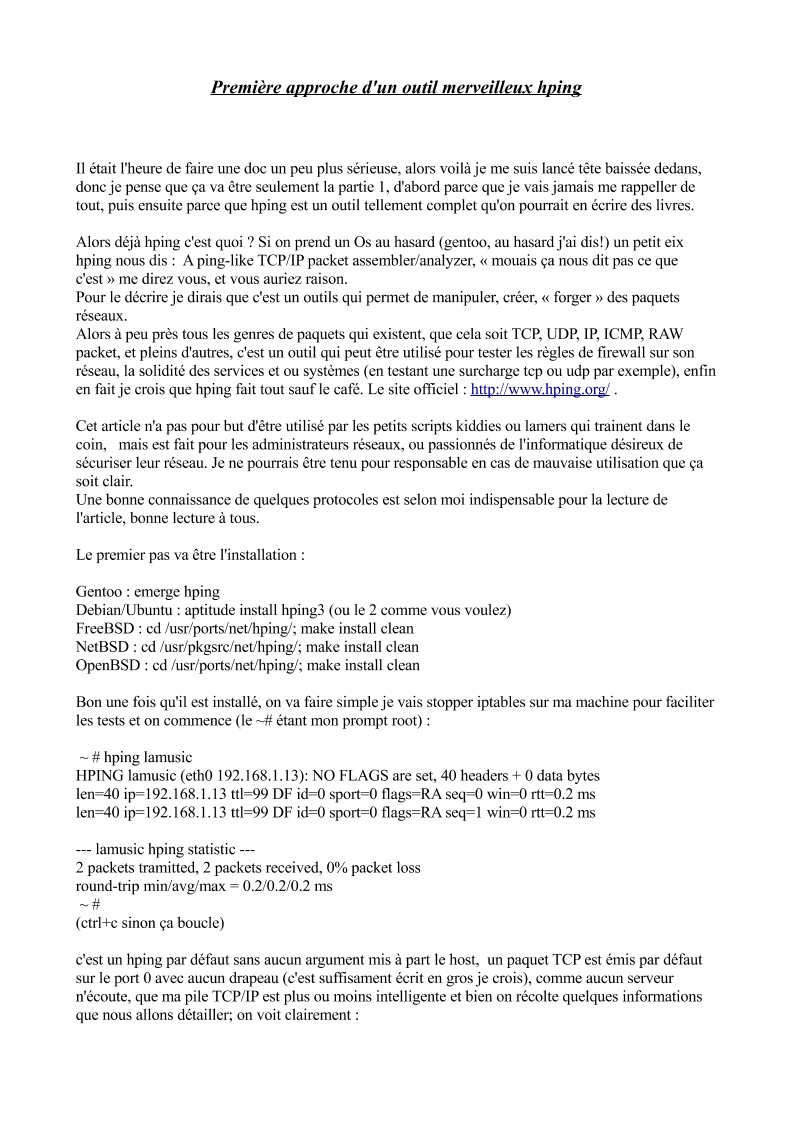 Première approche d'un outil merveilleux hping
Il était l'heure de faire une doc un peu plus sérieuse, alors voilà je me suis lancé tête baissée dedans,
donc je pense que ça va être seulement la partie 1, d'abord parce que je vais jamais me rappeller de
tout, puis ensuite parce que hping est un outil tellement complet qu'on pourrait en écrire des livres.
Alors déjà hping c'est quoi ? Si on prend un Os au hasard (gentoo, au hasard j'ai dis!) un petit eix
hping nous dis :  A ping-like TCP/IP packet assembler/analyzer, « mouais ça nous dit pas ce que
c'est » me direz vous, et vous auriez raison.
Pour le décrire je dirais que c'est un outils qui permet de manipuler, créer, « forger » des paquets
réseaux.
Alors à peu près tous les genres de paquets qui existent, que cela soit TCP, UDP, IP, ICMP, RAW
packet, et pleins d'autres, c'est un outil qui peut être utilisé pour tester les règles de firewall sur son
réseau, la solidité des services et ou systèmes (en testant une surcharge tcp ou udp par exemple), enfin
en fait je crois que hping fait tout sauf le café. Le site officiel : http://www.hping.org/ .
Cet article n'a pas pour but d'être utilisé par les petits scripts kiddies ou lamers qui trainent dans le
coin,   mais est fait pour les administrateurs réseaux, ou passionnés de l'informatique désireux de
sécuriser leur réseau. Je ne pourrais être tenu pour responsable en cas de mauvaise utilisation que ça
soit clair.
Une bonne connaissance de quelques protocoles est selon moi indispensable pour la lecture de
l'article, bonne lecture à tous.
Le premier pas va être l'installation :
Gentoo : emerge hping
Debian/Ubuntu : aptitude install hping3 (ou le 2 comme vous voulez)
FreeBSD : cd /usr/ports/net/hping/; make install clean
NetBSD : cd /usr/pkgsrc/net/hping/; make install clean
OpenBSD : cd /usr/ports/net/hping/; make install clean
Bon une fois qu'il est installé, on va faire simple je vais stopper iptables sur ma machine pour faciliter
les tests et on commence (le ~# étant mon prompt root) :
~ # hping lamusic
HPING lamusic (eth0 192.168.1.13): NO FLAGS are set, 40 headers + 0 data bytes
len=40 ip=192.168.1.13 ttl=99 DF id=0 sport=0 flags=RA seq=0 win=0 rtt=0.2 ms
len=40 ip=192.168.1.13 ttl=99 DF id=0 sport=0 flags=RA seq=1 win=0 rtt=0.2 ms
--- lamusic hping statistic ---
2 packets tramitted, 2 packets received, 0% packet loss
round-trip min/avg/max = 0.2/0.2/0.2 ms
~ #
(ctrl+c sinon ça boucle)
c'est un hping par défaut sans aucun argument mis à part le host,  un paquet TCP est émis par défaut
sur le port 0 avec aucun drapeau (c'est suffisament écrit en gros je crois), comme aucun serveur
n'écoute, que ma pile TCP/IP est plus ou moins intelligente et bien on récolte quelques informations
que nous allons détailler; on voit clairement :